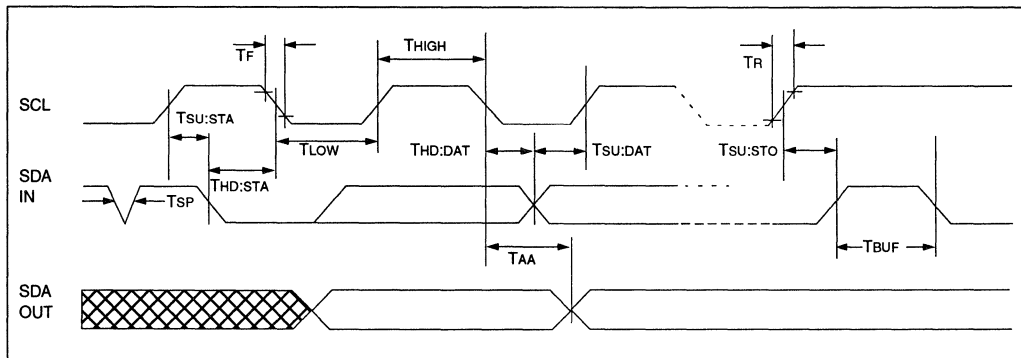 TF
THIGH
TR
SCL
TSU:STA
TLOW
THD:DAT
TSU:DAT
TSU:STO
SDA
IN
THD:STA
TSP
TAA
TBUF
SDA
OUT